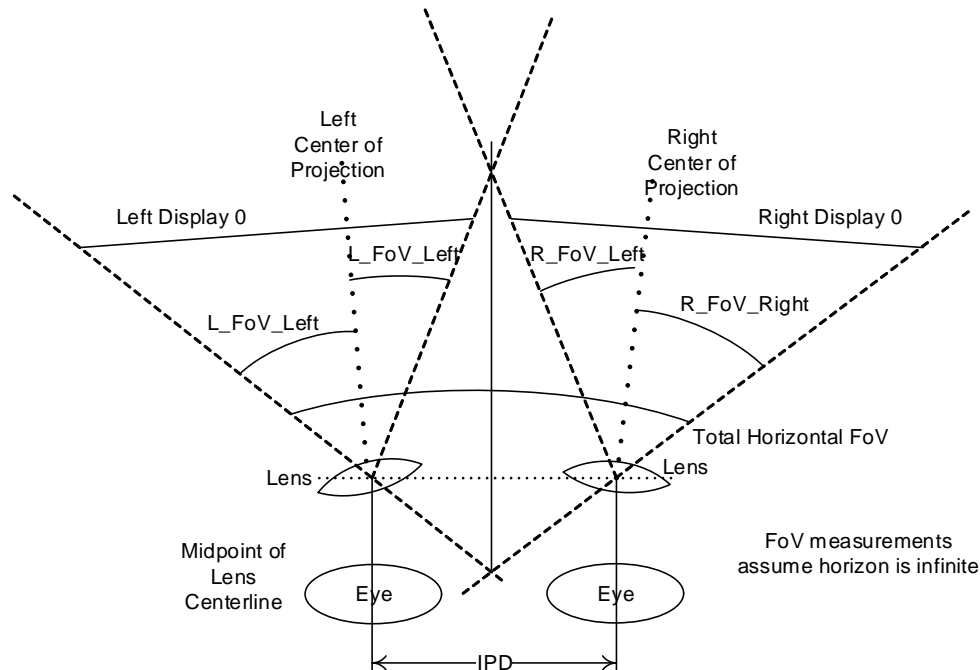 Left
Center of
Projection
Right
Center of
Projection
Left Display 0
Right Display 0
L_FoV_Left
R_FoV_Left
L_FoV_Left
R_FoV_Right
Total Horizontal FoV
Lens
Lens
Midpoint of
Lens
Centerline
FoV measurements
assume horizon is infinite
Eye
Eye
IPD